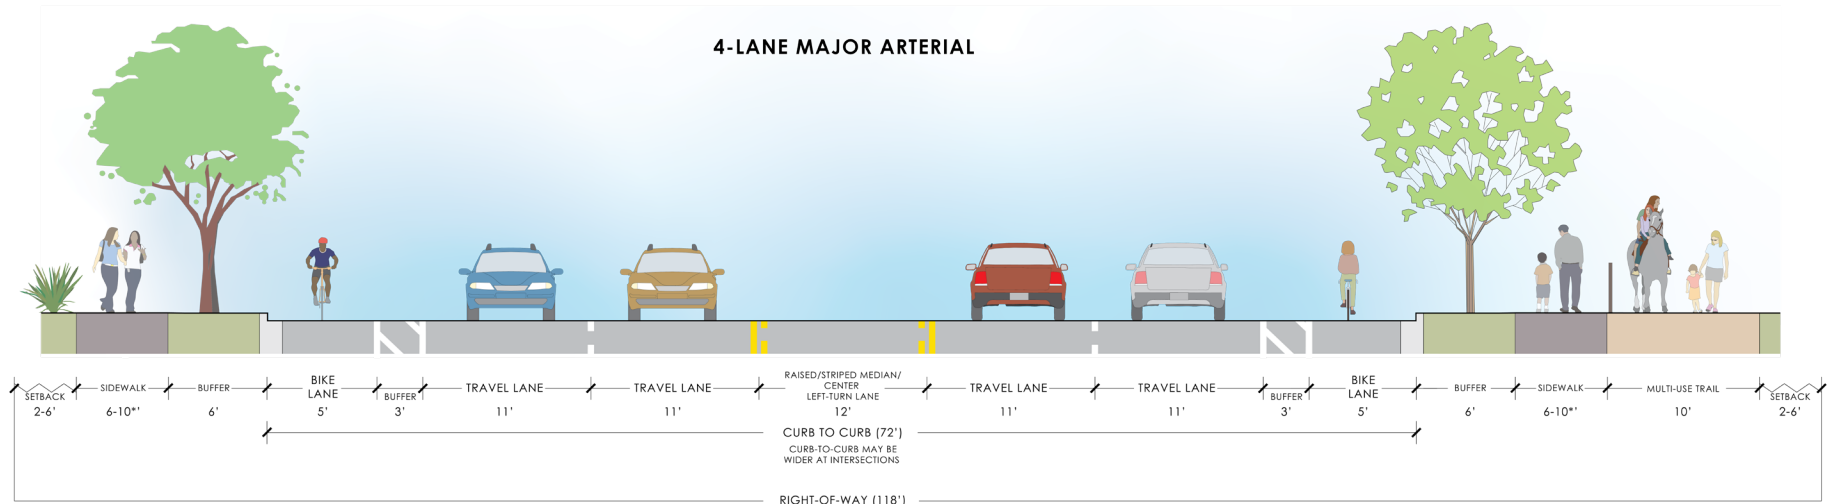 4-LANE MAJOR ARTERIAL
SETBACK
2-6'
SIDEWALK
6-10*'
BUFFER
6'
BIKE
LANE
5'
BUFFER
3'
TRAVEL LANE
11'
TRAVEL LANE
11'
RAISED/STRIPED MEDIAN/
CENTER
LEFT-TURN LANE
12'
TRAVEL LANE
11'
TRAVEL LANE
11'
BUFFER
3'
BIKE
LANE
5'
BUFFER
6'
SIDEWALK
6-10*'
MULTI-USE TRAIL
10'
SETBACK
2-6'
CURB TO CURB (72')
CURB-TO-CURB MAY BE
WIDER AT INTERSECTIONS
RIGHT-OF-WAY (118')